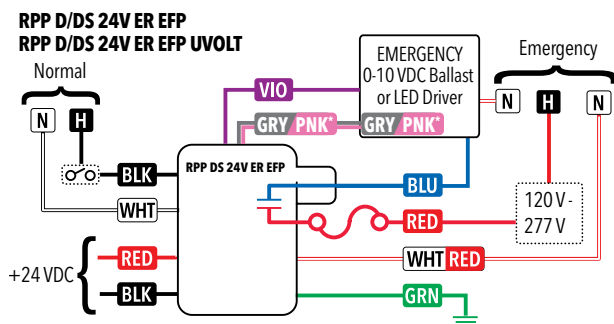 RPP D/DS 24V ER EFP
RPP D/DS 24V ER EFP UVOLT
Normal
Emergency
EMERGENCY
0-10 VDC Ballast
or LED Driver
N
H
N
H
N
VIO
GRY/PNK*
GRY/PNK*
RPP DS 24V ER EFP
BLK
WHT
BLU
RED
120 V -
277 V
+24 VDC
RED
BLK
WHT RED
GRN